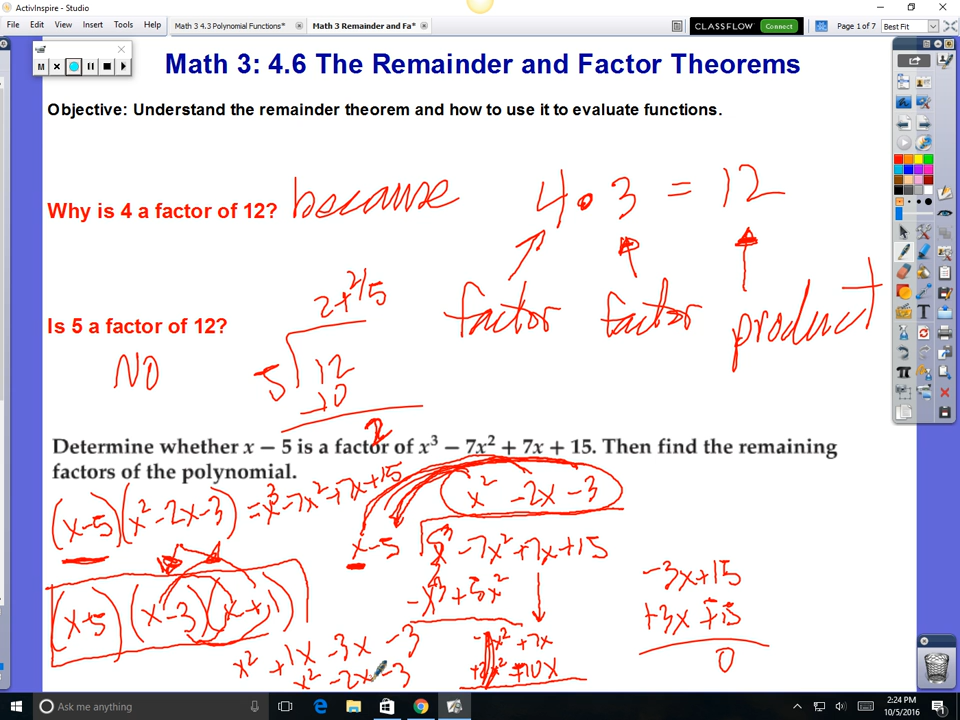 ActivInspire - Studio
File Edit View Insert Tools Help
Math 3 4.3 Polynomial Functions*
Math 3 Remainder and Fa*
CLASSFLOW Connect
Page 1 of 7 Best Fit
Math 3: 4.6 The Remainder and Factor Theorems
Objective: Understand the remainder theorem and how to use it to evaluate functions.
Why is 4 a factor of 12? because 4 • 3 = 12
factor factor product
Is 5 a factor of 12?
NO
2 + 2/5
5 12
-10
2
Determine whether x − 5 is a factor of x³ − 7x² + 7x + 15. Then find the remaining
factors of the polynomial.
(x-5)(x²-2x-3) = x³-7x²+7x+15
x² -2x -3
x-5 x³ -7x² +7x +15
-x³ +5x²
+7x
+10x
-3x+15
+3x
0
(x-5)(x-3)(x+1)
x² +1x -3x -3
x² -2x -3
Ask me anything
2:24 PM
10/5/2016